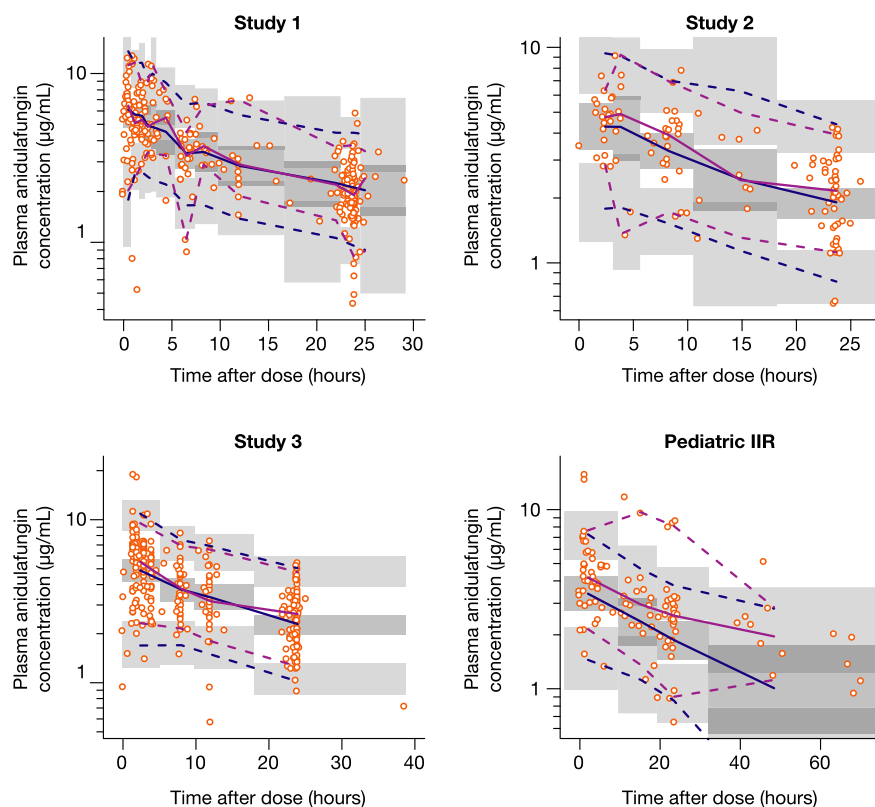 Study 1
Plasma anidulafungin
concentration (µg/mL)
10
1
0 5 10 15 20 25 30
Time after dose (hours)
Study 2
Plasma anidulafungin
concentration (µg/mL)
10
1
0 5 10 15 20 25
Time after dose (hours)
Study 3
Plasma anidulafungin
concentration (µg/mL)
10
1
0 10 20 30 40
Time after dose (hours)
Pediatric IIR
Plasma anidulafungin
concentration (µg/mL)
10
1
0 20 40 60
Time after dose (hours)